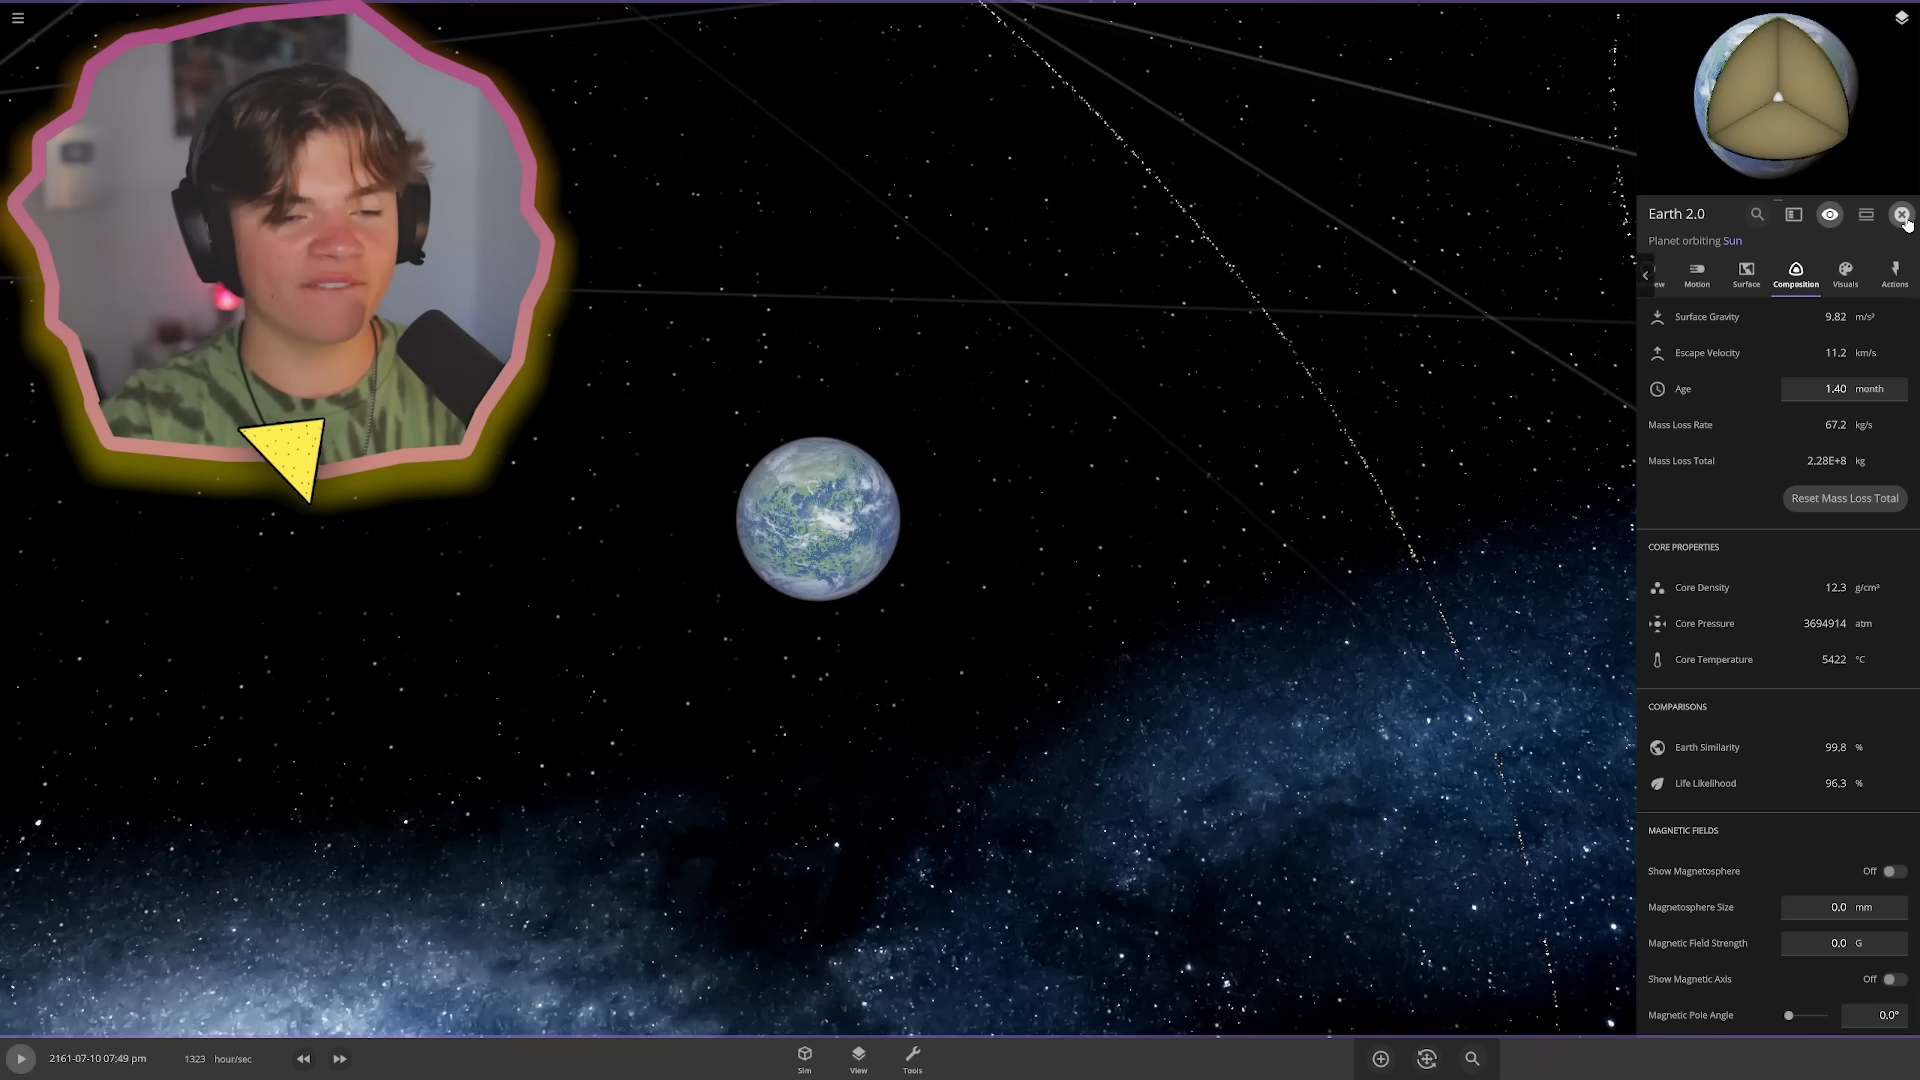 Earth 2.0
Planet orbiting Sun
Motion
Surface
Composition
Visuals
Actions
Surface Gravity 9.82 m/s²
Escape Velocity 11.2 km/s
Age 1.40 month
Mass Loss Rate 67.2 kg/s
Mass Loss Total 2.28E+8 kg
Reset Mass Loss Total
CORE PROPERTIES
Core Density 12.3 g/cm³
Core Pressure 3694914 atm
Core Temperature 5422 °C
COMPARISONS
Earth Similarity 99.8 %
Life Likelihood 96.3 %
MAGNETIC FIELDS
Show Magnetosphere Off
Magnetosphere Size 0.0 mm
Magnetic Field Strength 0.0 G
Show Magnetic Axis Off
Magnetic Pole Angle 0.0°
2161-07-10 07:49 pm 1323 hour/sec
Sim
View
Tools